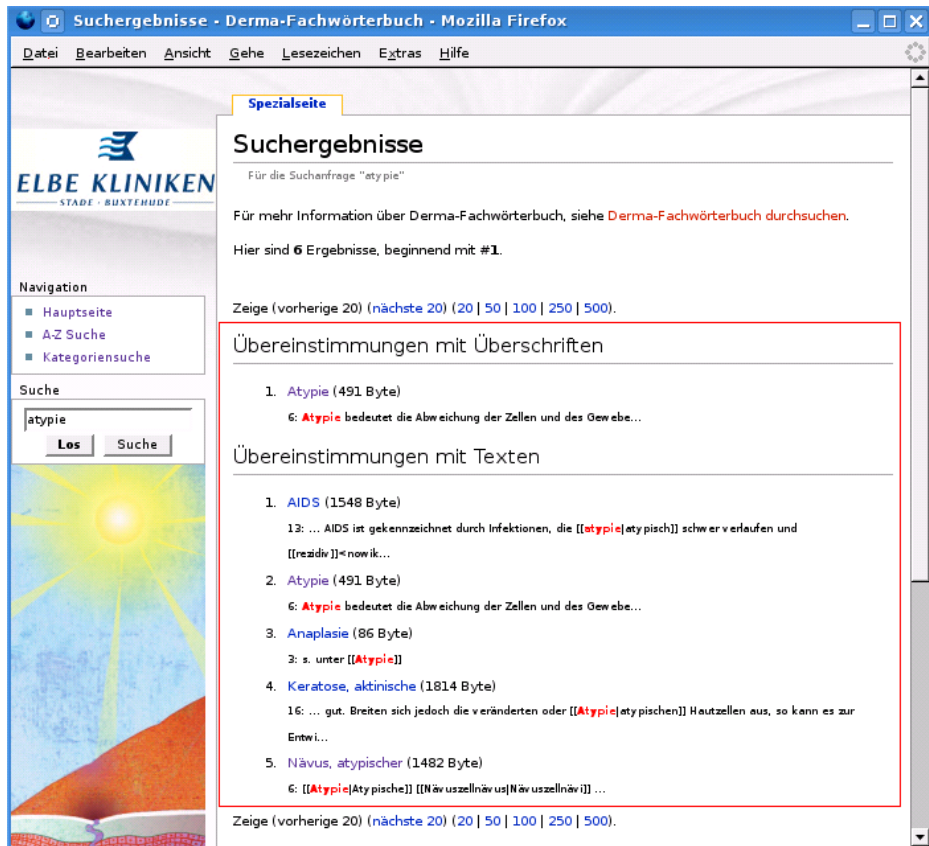 Suchergebnisse - Derma-Fachwörterbuch - Mozilla Firefox
Datei Bearbeiten Ansicht Gehe Lesezeichen Extras Hilfe
Spezialseite
ELBE KLINIKEN
STADE - BUXTEHUDE
Navigation
Hauptseite
A-Z Suche
Kategoriensuche
Suche
atypie
Los Suche
Suchergebnisse
Für die Suchanfrage "atypie"
Für mehr Information über Derma-Fachwörterbuch, siehe Derma-Fachwörterbuch durchsuchen.
Hier sind 6 Ergebnisse, beginnend mit #1.
Zeige (vorherige 20) (nächste 20) (20 | 50 | 100 | 250 | 500).
Übereinstimmungen mit Überschriften
1. Atypie (491 Byte)
6: Atypie bedeutet die Abweichung der Zellen und des Gewebe...
Übereinstimmungen mit Texten
1. AIDS (1548 Byte)
13: ... AIDS ist gekennzeichnet durch Infektionen, die [[atypie|atypisch]] schwer verlaufen und
[[rezidiv]]<nowik...
2. Atypie (491 Byte)
6: Atypie bedeutet die Abweichung der Zellen und des Gewebe...
3. Anaplasie (86 Byte)
3: s. unter [[Atypie]]
4. Keratose, aktinische (1814 Byte)
16: ... gut. Breiten sich jedoch die veränderten oder [[Atypie|atypischen]] Hautzellen aus, so kann es zur
Entwi...
5. Nävus, atypischer (1482 Byte)
6: [[Atypie|Atypische]] [[Nävuszellnävus|Nävuszellnävi]] ...
Zeige (vorherige 20) (nächste 20) (20 | 50 | 100 | 250 | 500).